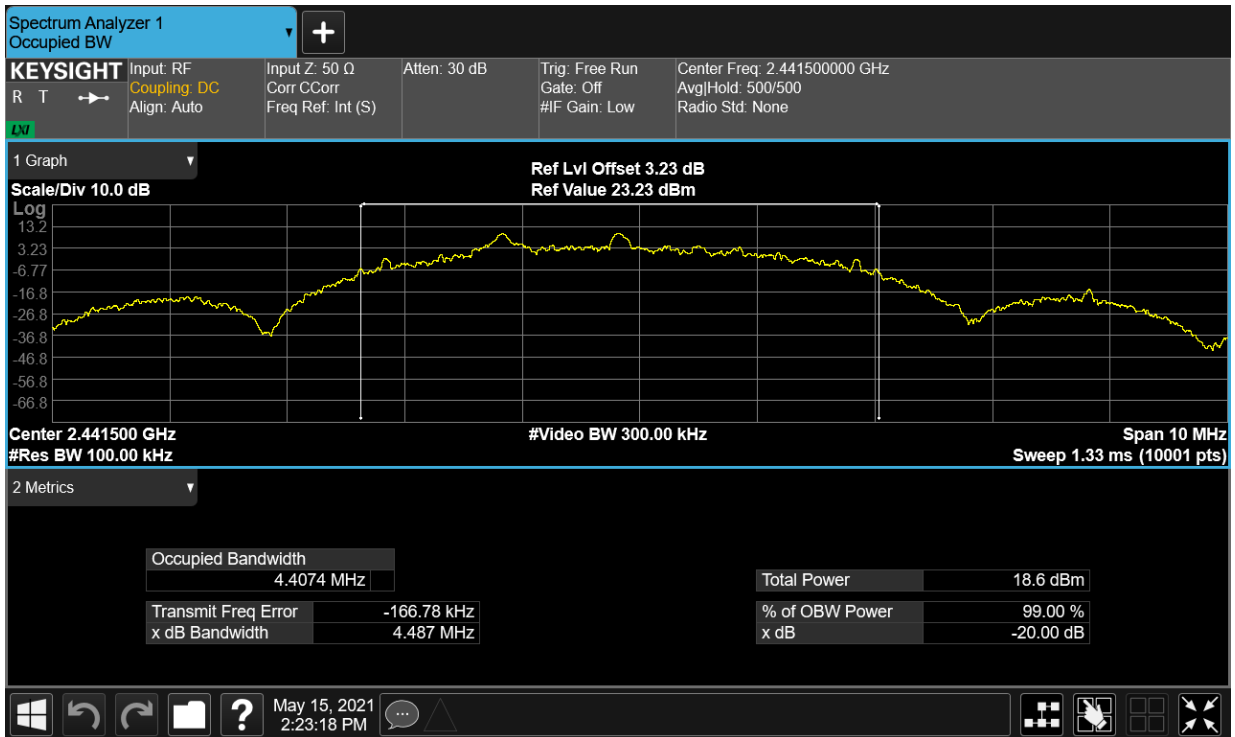 Spectrum Analyzer 1
Occupied BW
KEYSIGHT
R T
LXI
Input: RF
Coupling: DC
Align: Auto
Input Z: 50 Ω
Corr CCorr
Freq Ref: Int (S)
Atten: 30 dB
Trig: Free Run
Gate: Off
#IF Gain: Low
Center Freq: 2.441500000 GHz
Avg|Hold: 500/500
Radio Std: None
1 Graph
Scale/Div 10.0 dB
Ref Lvl Offset 3.23 dB
Ref Value 23.23 dBm
Log
13.2
3.23
-6.77
-16.8
-26.8
-36.8
-46.8
-56.8
-66.8
Center 2.441500 GHz
#Video BW 300.00 kHz
Span 10 MHz
#Res BW 100.00 kHz
Sweep 1.33 ms (10001 pts)
2 Metrics
Occupied Bandwidth
4.4074 MHz
Total Power 18.6 dBm
Transmit Freq Error -166.78 kHz
% of OBW Power 99.00 %
x dB Bandwidth 4.487 MHz
x dB -20.00 dB
?
May 15, 2021
2:23:18 PM